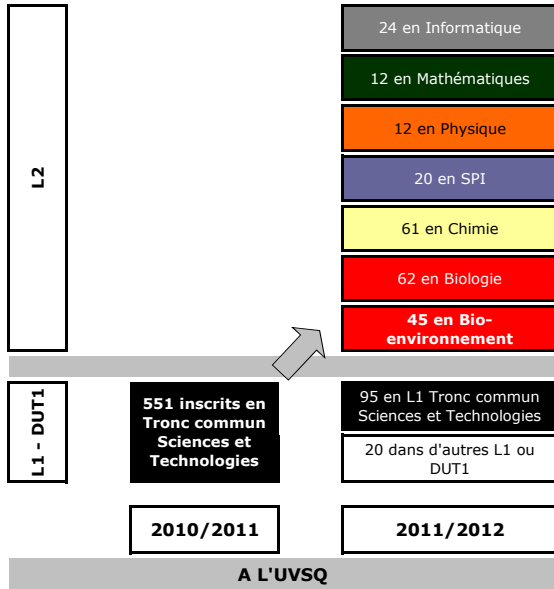 24 en Informatique
12 en Mathématiques
12 en Physique
L2
20 en SPI
61 en Chimie
62 en Biologie
45 en Bio-
environnement
L1 - DUT1
551 inscrits en
Tronc commun
Sciences et
Technologies
95 en L1 Tronc commun
Sciences et Technologies
20 dans d'autres L1 ou
DUT1
2010/2011
2011/2012
A L'UVSQ